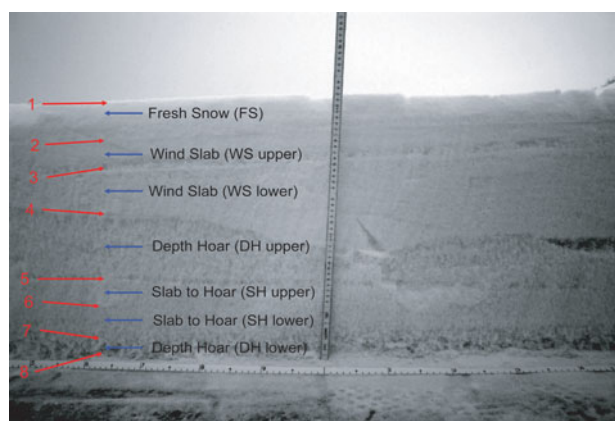 1
Fresh Snow (FS)
2
Wind Slab (WS upper)
3
Wind Slab (WS lower)
4
Depth Hoar (DH upper)
5
Slab to Hoar (SH upper)
6
Slab to Hoar (SH lower)
7
Depth Hoar (DH lower)
8